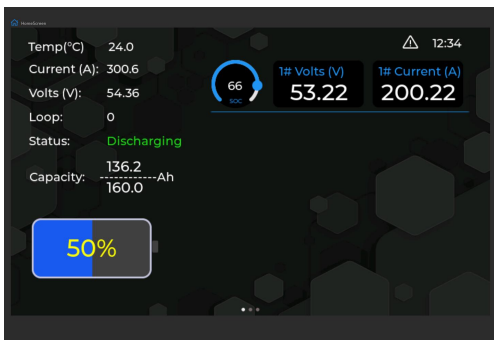 HomeScreen
12:34
Temp(°C) 24.0
Current (A): 300.6
Volts (V): 54.36
Loop: 0
Status: Discharging
Capacity: 136.2
-----------Ah
160.0
50%
66
SOC
1# Volts (V)
53.22
1# Current (A)
200.22